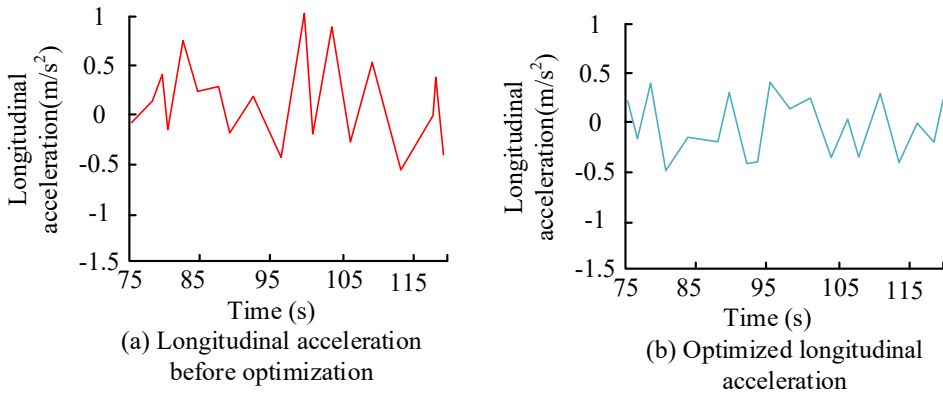 Longitudinal
acceleration(m/s²)
1
0.5
0
-0.5
-1
-1.5
75
85
95
105
115
Time (s)
(a) Longitudinal acceleration
before optimization
Longitudinal
acceleration(m/s²)
1
0.5
0
-0.5
-1
-1.5
75
85
95
105
115
Time (s)
(b) Optimized longitudinal
acceleration